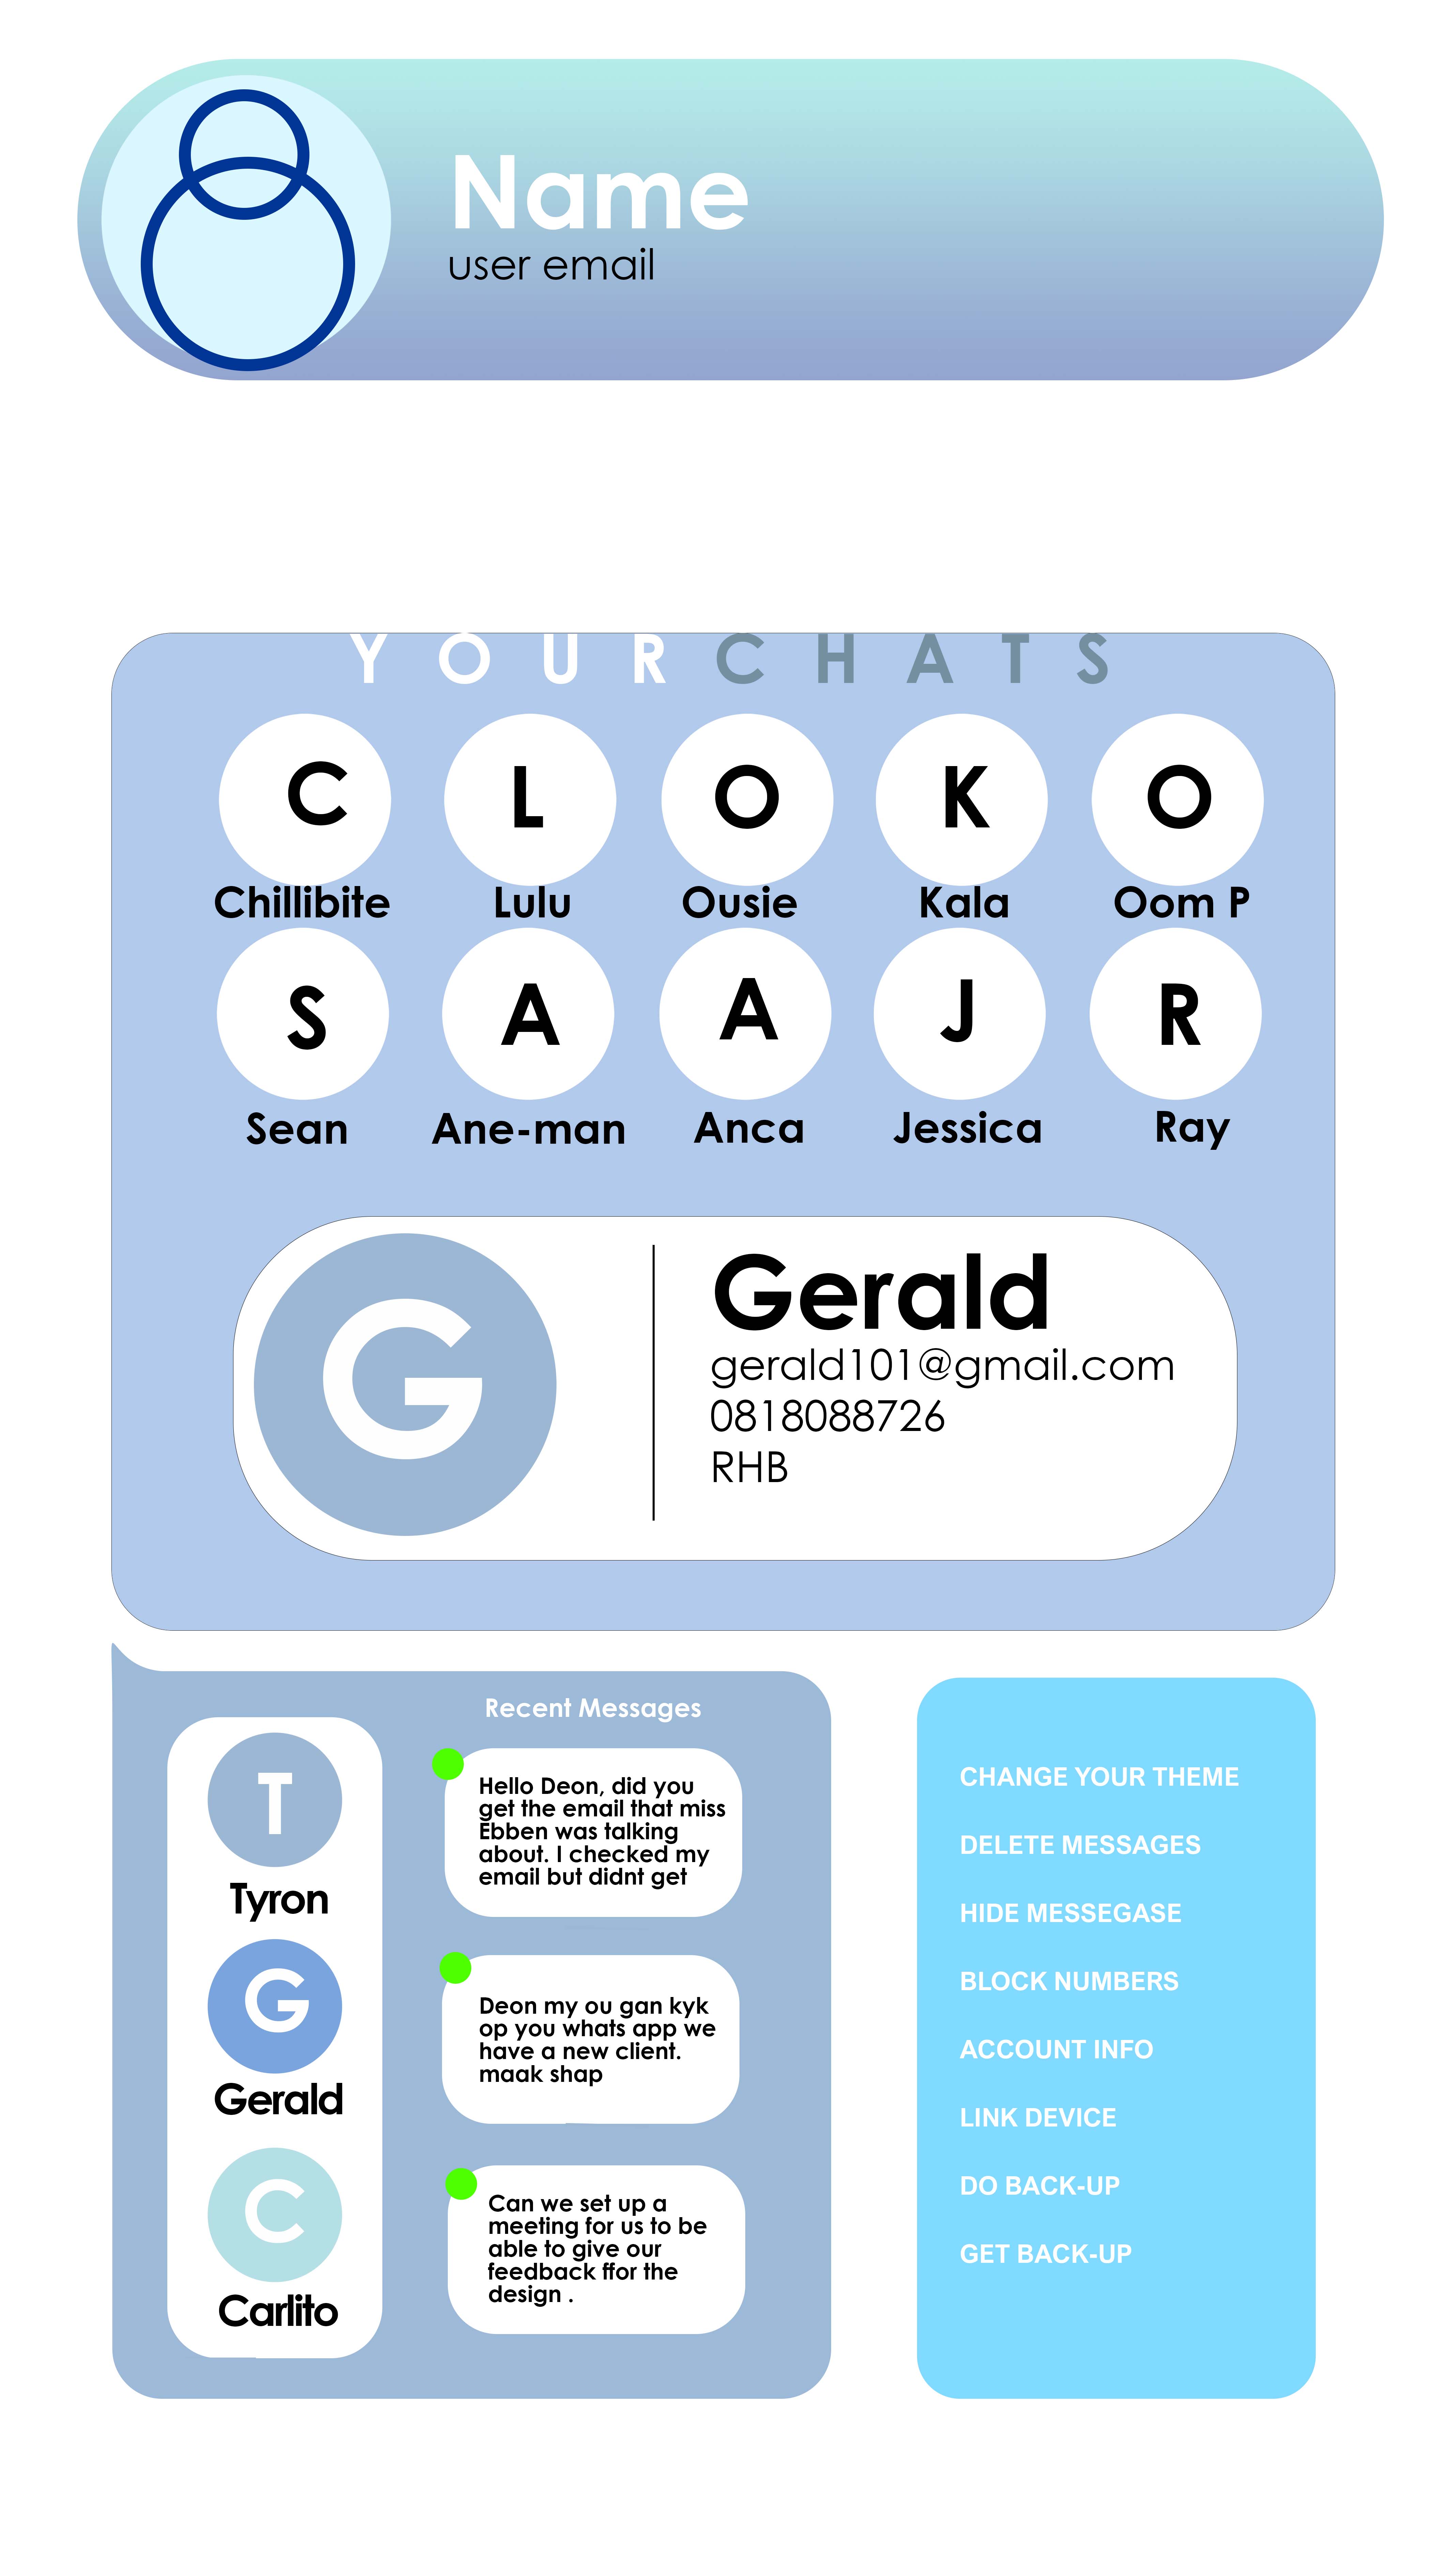 Name
user email
YOUR CHATS
C L O K O
Chillibite Lulu Ousie Kala Oom P
S A A J R
Sean Ane-man Anca Jessica Ray
G
Gerald
gerald101@gmail.com
0818088726
RHB
Recent Messages
T
Tyron
Hello Deon, did you
get the email that miss
Ebben was talking
about. I checked my
email but didnt get
G
Gerald
Deon my ou gan kyk
op you whats app we
have a new client.
maak shap
C
Carlito
Can we set up a
meeting for us to be
able to give our
feedback ffor the
design .
CHANGE YOUR THEME
DELETE MESSAGES
HIDE MESSEGASE
BLOCK NUMBERS
ACCOUNT INFO
LINK DEVICE
DO BACK-UP
GET BACK-UP